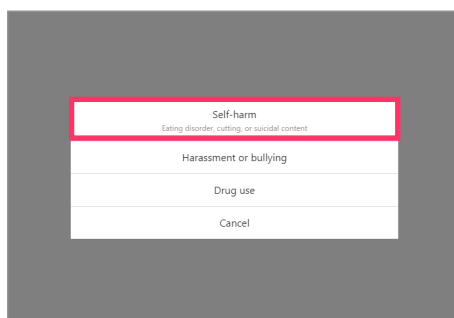 Self-harm
Eating disorder, cutting, or suicidal content
Harassment or bullying
Drug use
Cancel